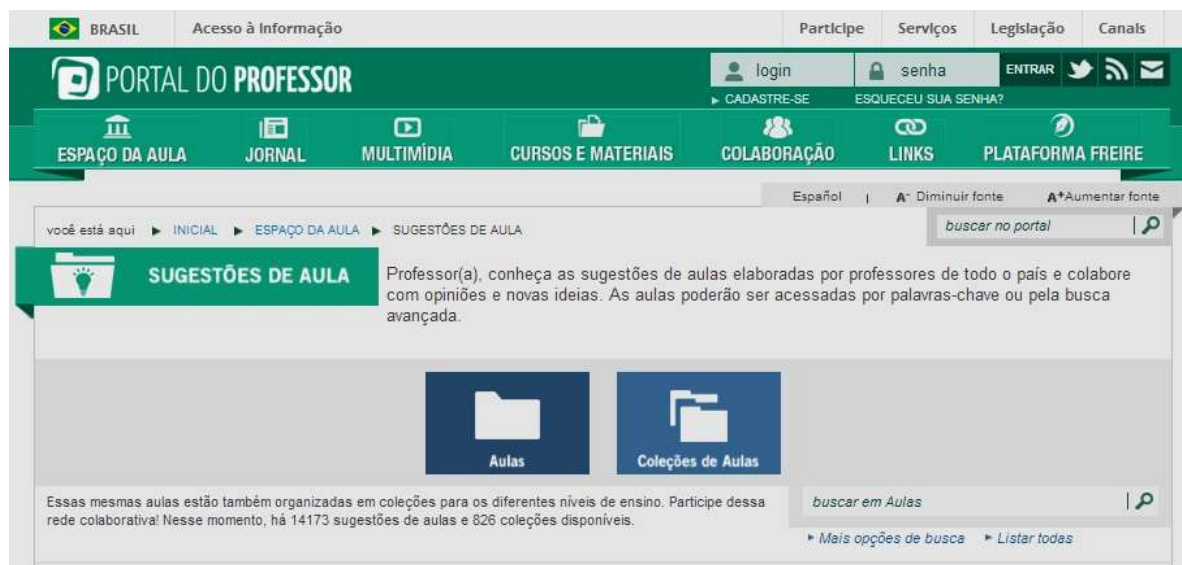 BRASIL Acesso à Informação Participe Serviços Legislação Canais
PORTAL DO PROFESSOR login senha ENTRAR
CADASTRE-SE ESQUECEU SUA SENHA?
ESPAÇO DA AULA JORNAL MULTIMÍDIA CURSOS E MATERIAIS COLABORAÇÃO LINKS PLATAFORMA FREIRE
Español | A- Diminuir fonte A+Aumentar fonte
você está aqui INICIAL ESPAÇO DA AULA SUGESTÕES DE AULA buscar no portal
SUGESTÕES DE AULA
Professor(a), conheça as sugestões de aulas elaboradas por professores de todo o país e colabore
com opiniões e novas ideias. As aulas poderão ser acessadas por palavras-chave ou pela busca
avançada.
Aulas Coleções de Aulas
Essas mesmas aulas estão também organizadas em coleções para os diferentes níveis de ensino. Participe dessa
rede colaborativa! Nesse momento, há 14173 sugestões de aulas e 826 coleções disponíveis.
buscar em Aulas
Mais opções de busca Listar todas